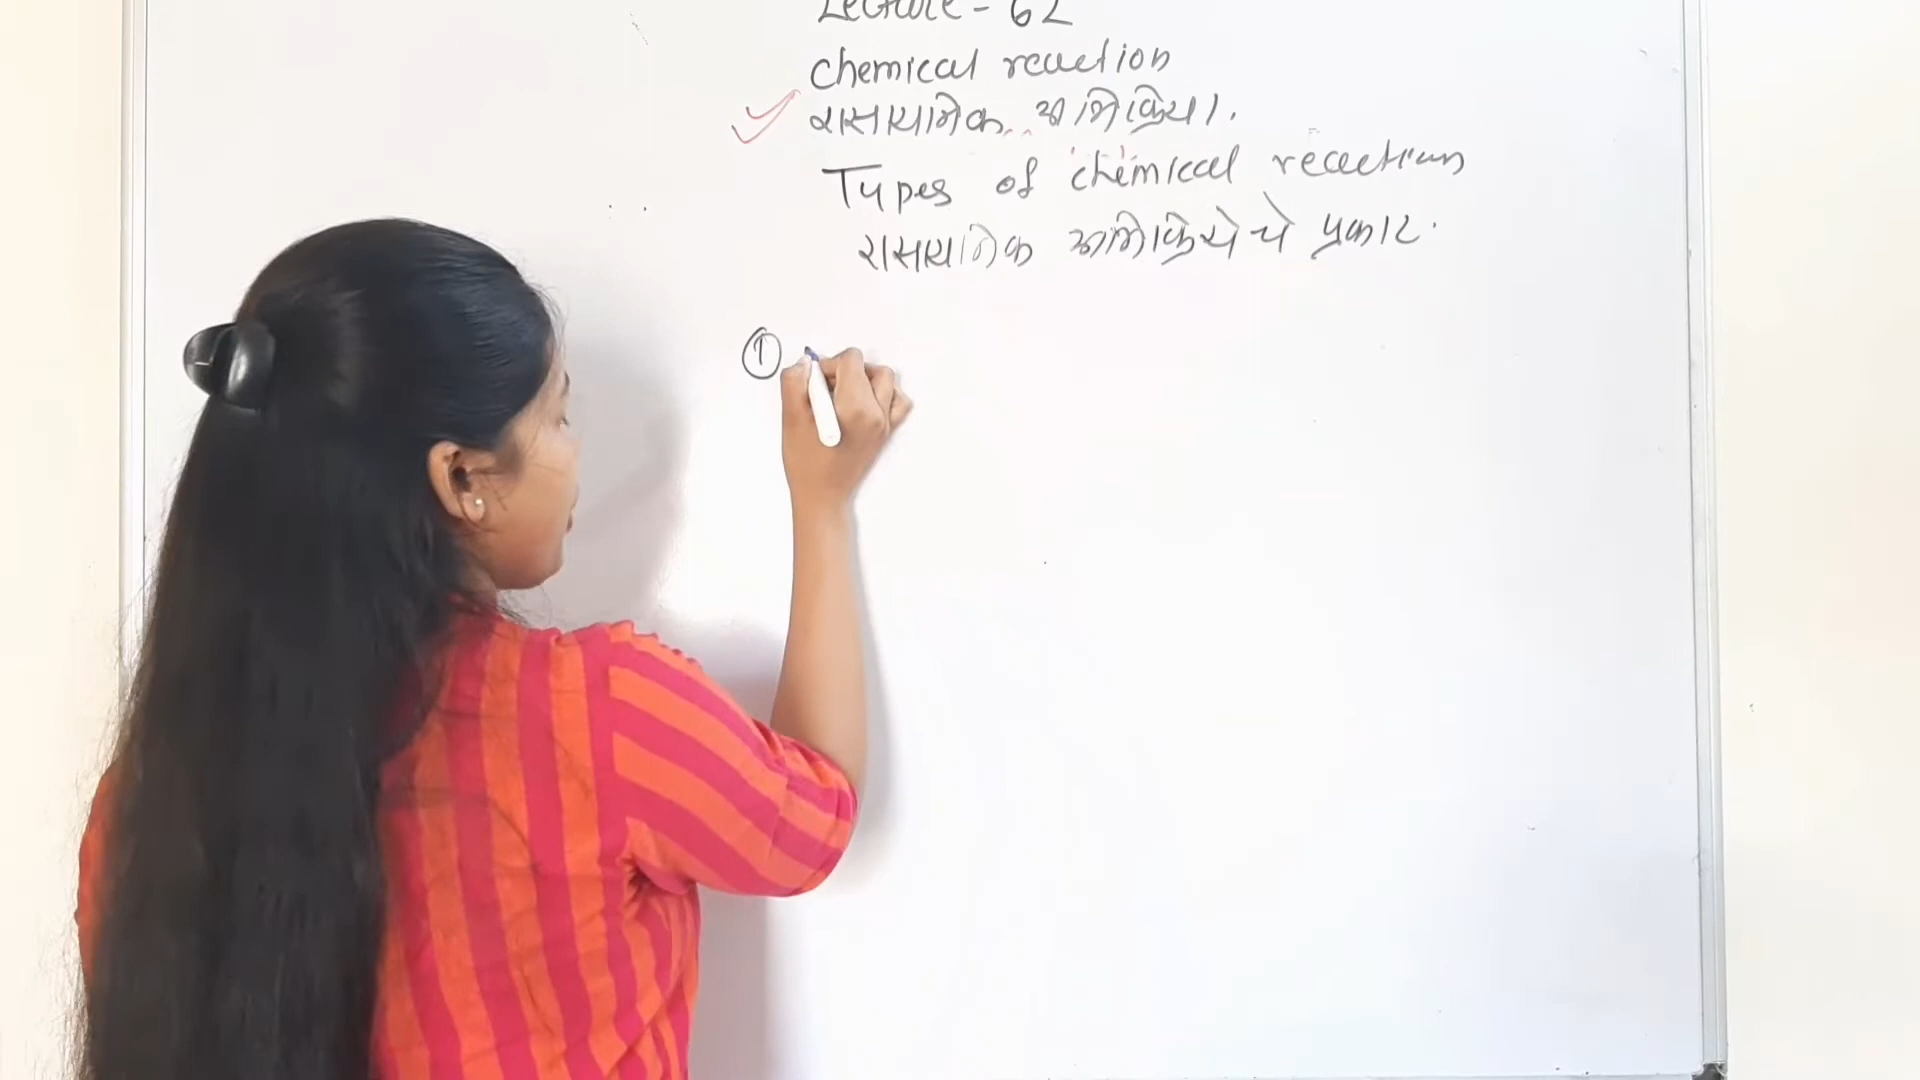 Lecture - 62
Chemical reaction
रासायनिक अभिक्रिया.
Types of chemical reactions
रासायनिक अभिक्रियेचे प्रकार.
①